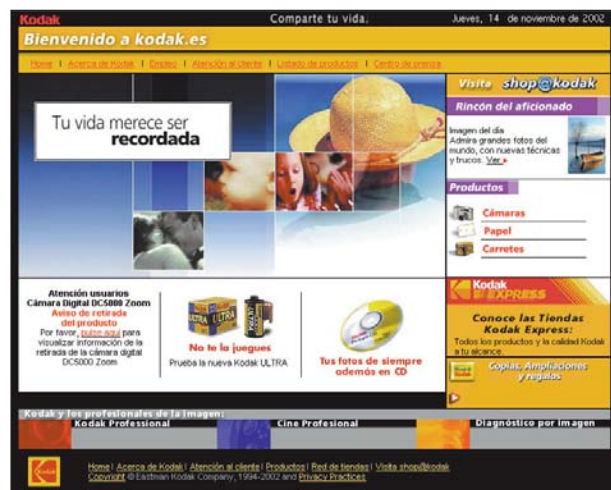 Kodak
Comparte tu vida.
Jueves, 14 de noviembre de 2002
Bienvenido a kodak.es
Home | Acerca de Kodak | Empleo | Atención al cliente | Listado de productos | Centro de prensa
Visita shop@kodak
Tu vida merece ser
recordada
Rincón del aficionado
Imagen del día
Admira grandes fotos del
mundo, con nuevas técnicas
y trucos. Ver
Productos
Cámaras
Papel
Carretes
Atención usuarios
Cámara Digital DC5000 Zoom
Aviso de retirada
del producto
Por favor, pulse aquí para
visualizar información de la
retirada de la cámara digital
DC5000 Zoom
ULTRA
ULTRA
No te la juegues
Prueba la nueva Kodak ULTRA
Tus fotos de siempre
además en CD
Kodak
EXPRESS
Conoce las Tiendas
Kodak Express:
Todos los productos y la calidad Kodak
a tu alcance.
Copias, Ampliaciones
y regalos
Kodak y los profesionales de la imagen:
Kodak Professional
Cine Profesional
Diagnóstico por Imagen
Kodak
Home | Acerca de Kodak | Atención al cliente | Productos | Red de tiendas | Visita shop@kodak
Copyright © Eastman Kodak Company, 1994-2002 and Privacy Practices